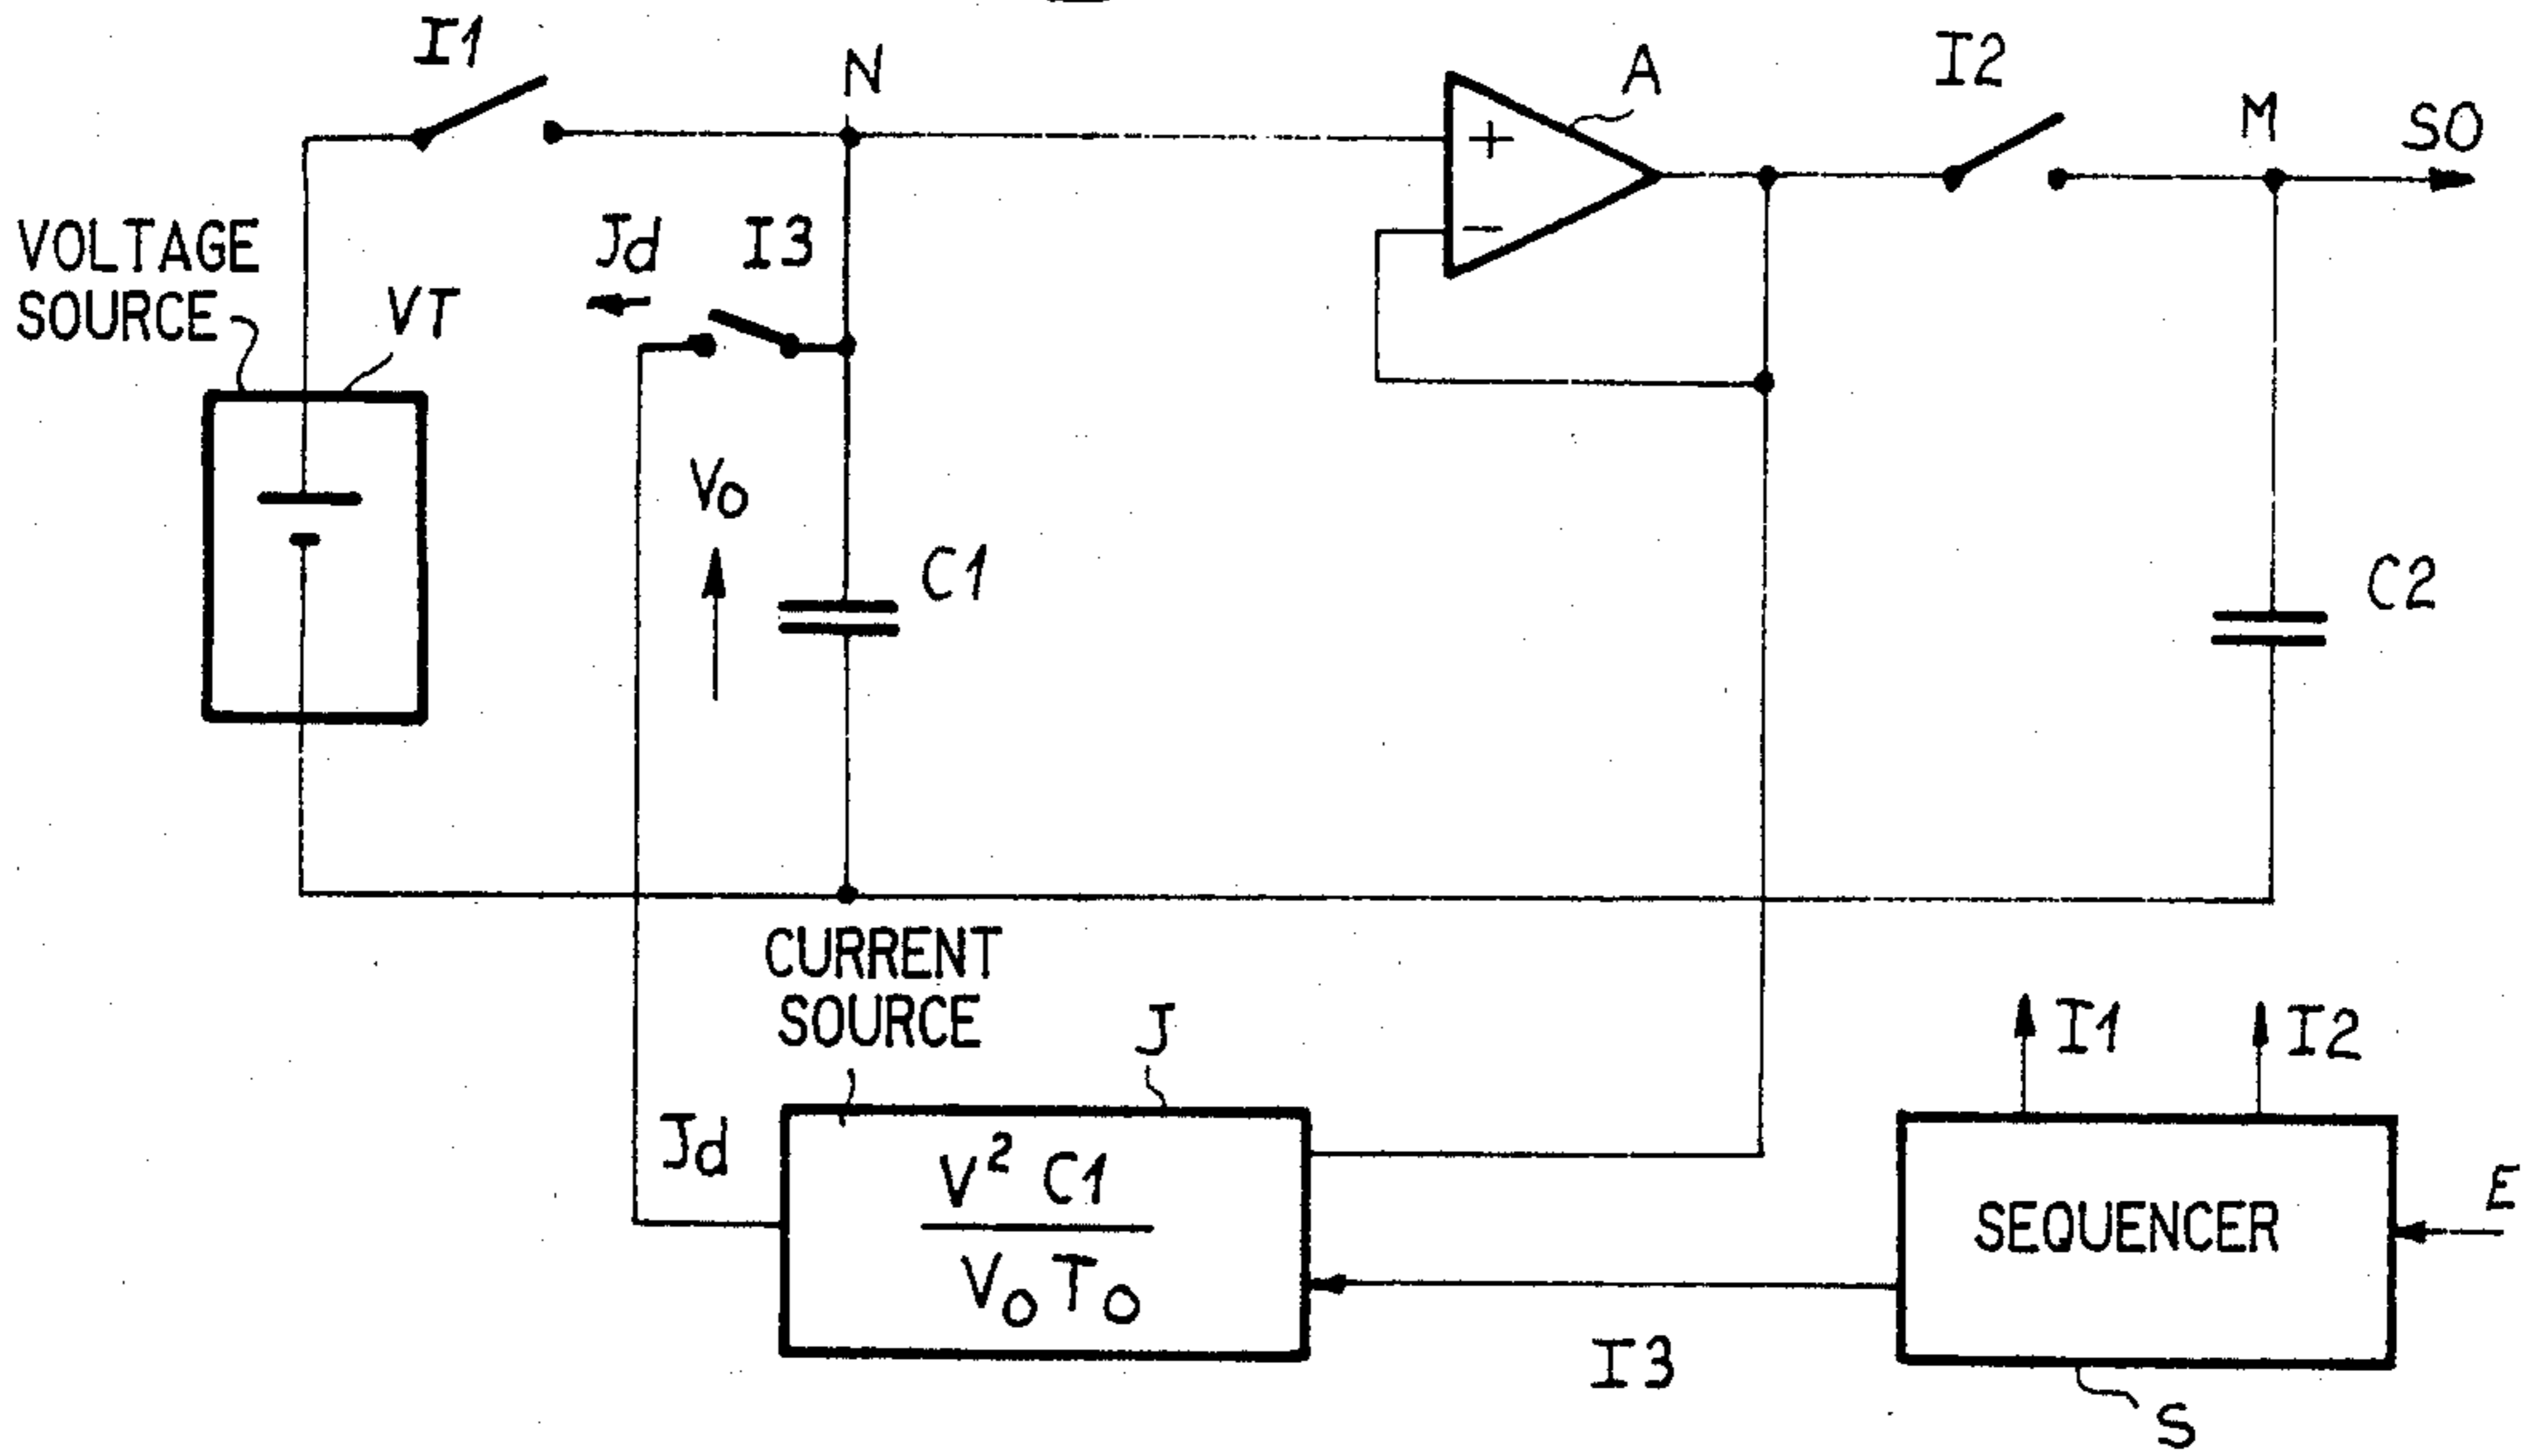 I1
N
A
I2
M
SO
VOLTAGE
SOURCE
VT
Jd
I3
+
−
Vo
C1
C2
CURRENT
SOURCE
J
I1
I2
Jd
V² C1
Vo To
SEQUENCER
E
I3
S